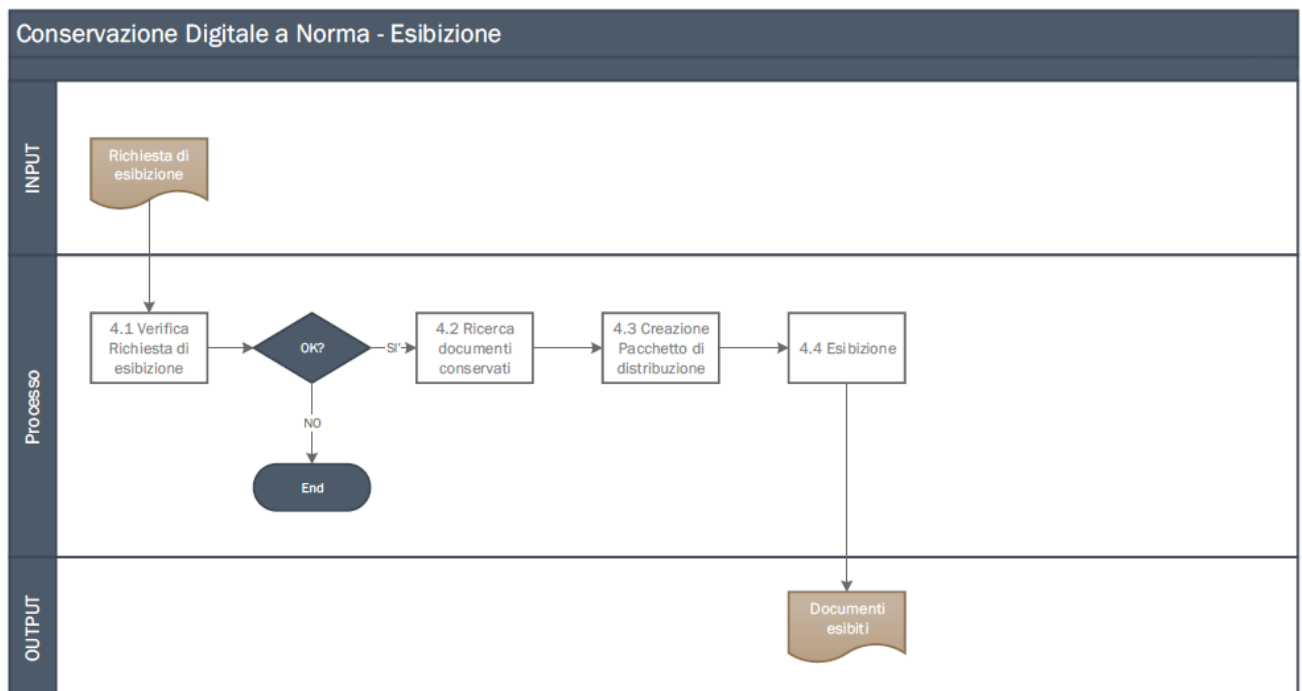 Conservazione Digitale a Norma - Esibizione
INPUT
Richiesta di
esibizione
Processo
4.1 Verifica
Richiesta di
esibizione
OK?
SI'
4.2 Ricerca
documenti
conservati
4.3 Creazione
Pacchetto di
distribuzione
4.4 Esibizione
NO
End
OUTPUT
Documenti
esibiti